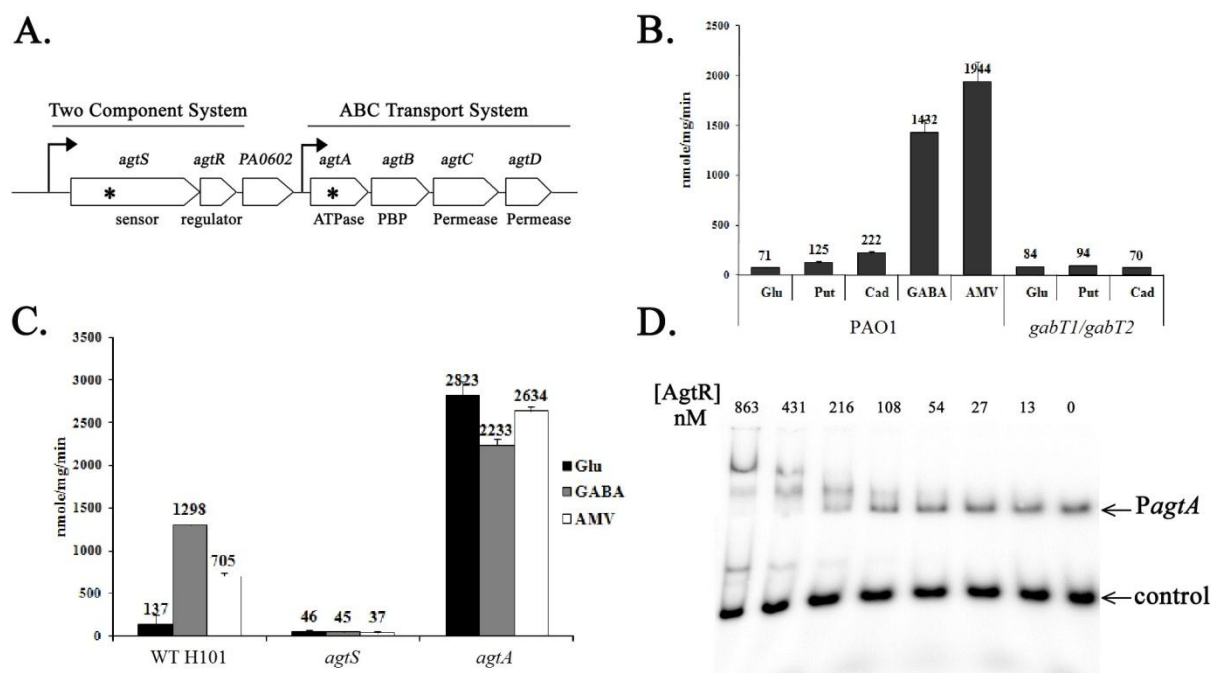 A.
Two Component System
ABC Transport System
agtS agtR PA0602 agtA agtB agtC agtD
* *
sensor regulator ATPase PBP Permease Permease
B.
nmole/mg/min
2500
2000
1500
1000
500
0
71 125 222 1432 1944 84 94 70
Glu Put Cad GABA AMV Glu Put Cad
PAO1 gabT1/gabT2
C.
nmole/mg/min
3500
3000
2500
2000
1500
1000
500
0
137 1298 705 46 45 37 2823 2233 2634
Glu
GABA
AMV
WT H101 agtS agtA
D.
[AgtR]
nM
863 431 216 108 54 27 13 0
PagtA
control